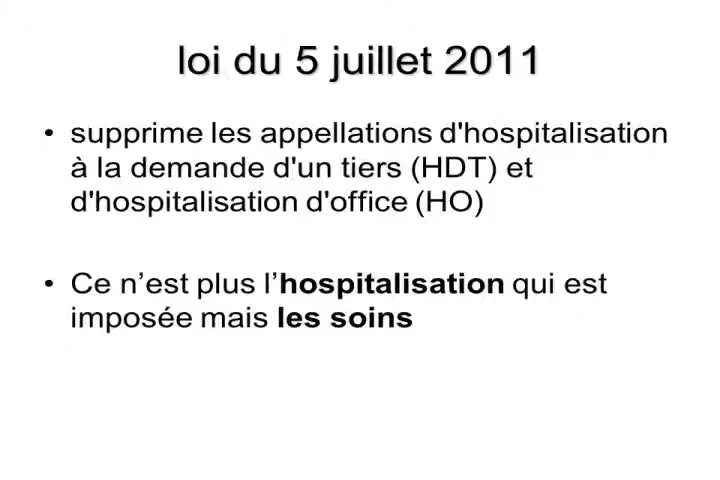 loi du 5 juillet 2011
• supprime les appellations d'hospitalisation
à la demande d'un tiers (HDT) et
d'hospitalisation d'office (HO)
• Ce n’est plus l’hospitalisation qui est
imposée mais les soins